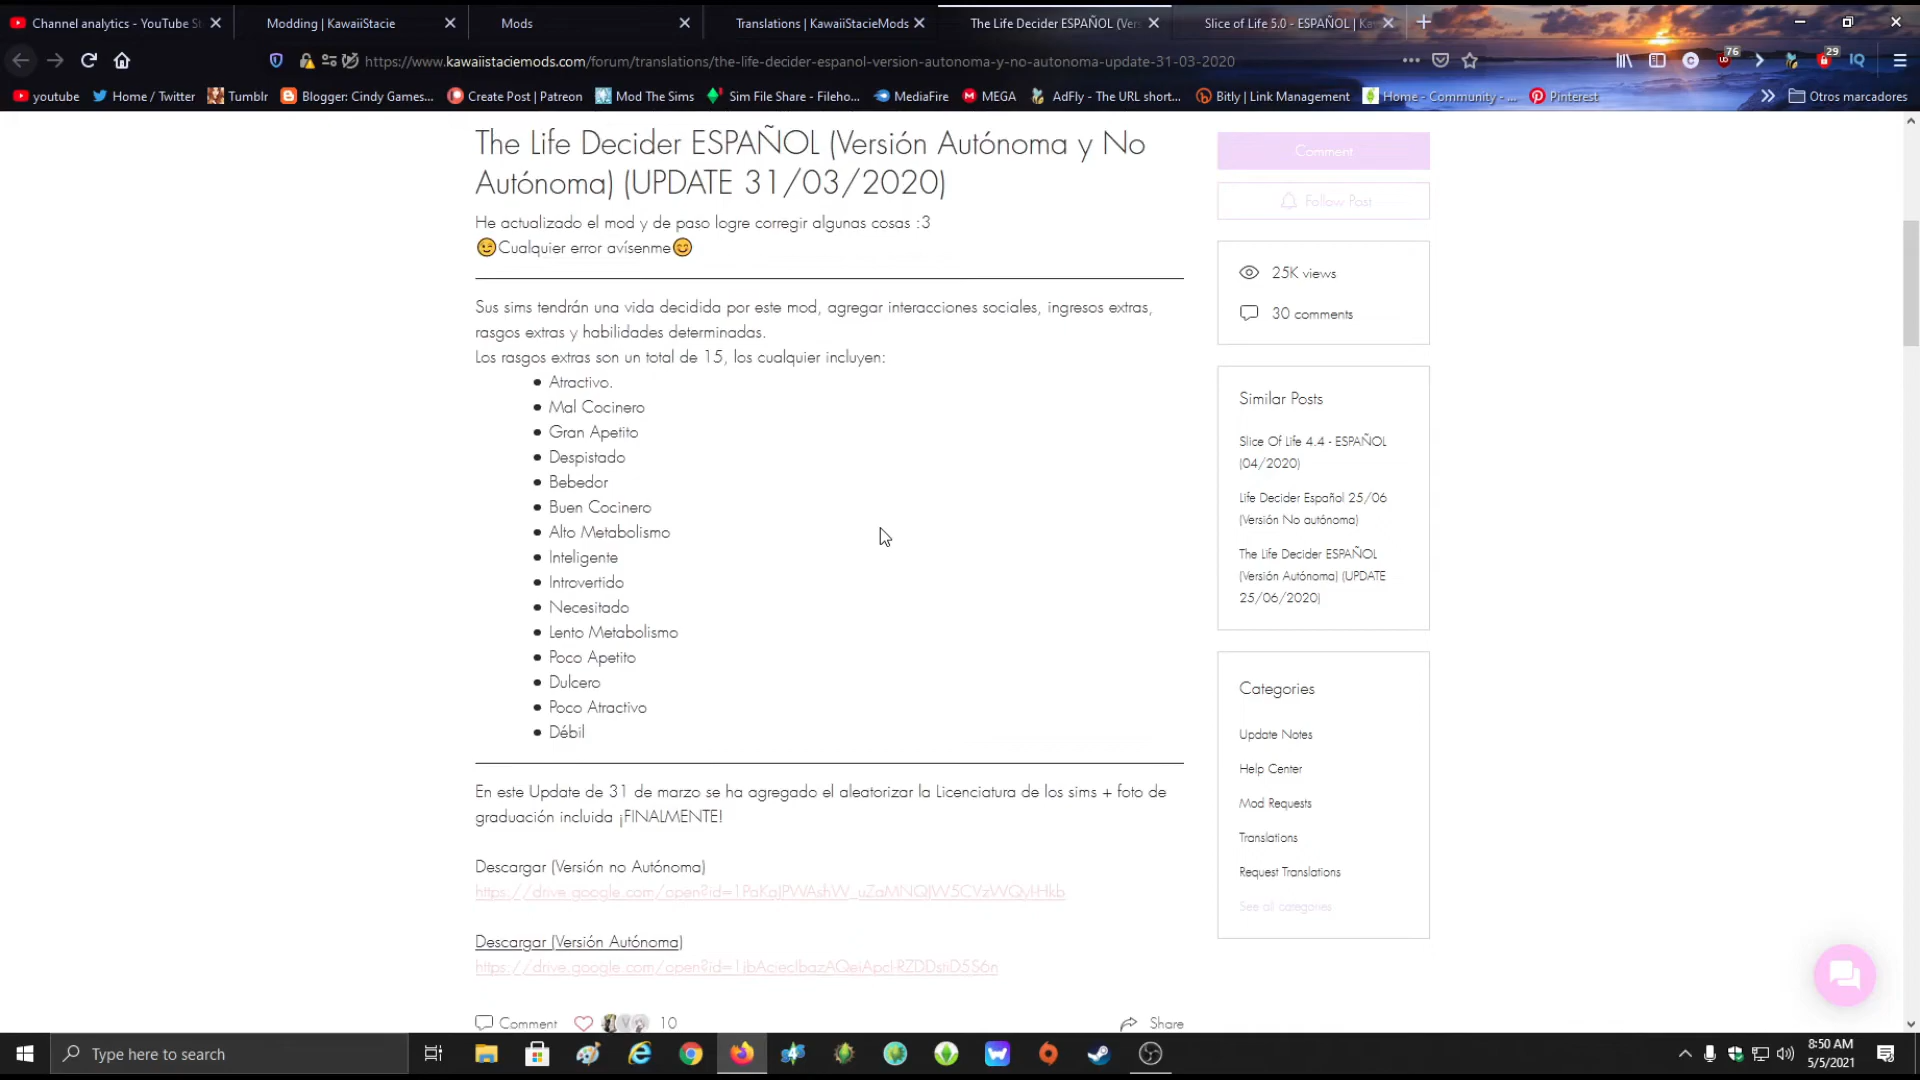 Channel analytics - YouTube St
Modding | KawaiiStacie
Mods
Translations | KawaiiStacieMods
The Life Decider ESPAÑOL (Ver
Slice of Life 5.0 - ESPAÑOL | Ka
https://www.kawaiistaciemods.com/forum/translations/the-life-decider-espanol-version-autonoma-y-no-autonoma-update-31-03-2020
76
29
youtube
Home / Twitter
Tumblr
Blogger: Cindy Games...
Create Post | Patreon
Mod The Sims
Sim File Share - Fileho...
MediaFire
MEGA
AdFly - The URL short...
Bitly | Link Management
Home - Community - ...
Pinterest
Otros marcadores
The Life Decider ESPAÑOL (Versión Autónoma y No
Autónoma) (UPDATE 31/03/2020)
He actualizado el mod y de paso logre corregir algunas cosas :3
😉Cualquier error avísenme😊
Sus sims tendrán una vida decidida por este mod, agregar interacciones sociales, ingresos extras,
rasgos extras y habilidades determinadas.
Los rasgos extras son un total de 15, los cualquier incluyen:
• Atractivo.
• Mal Cocinero
• Gran Apetito
• Despistado
• Bebedor
• Buen Cocinero
• Alto Metabolismo
• Inteligente
• Introvertido
• Necesitado
• Lento Metabolismo
• Poco Apetito
• Dulcero
• Poco Atractivo
• Débil
En este Update de 31 de marzo se ha agregado el aleatorizar la Licenciatura de los sims + foto de
graduación incluida ¡FINALMENTE!
Descargar (Versión no Autónoma)
Descargar (Versión Autónoma)
Comment
10
Share
Comment
Follow Post
25K views
30 comments
Similar Posts
Slice Of Life 4.4 - ESPAÑOL
(04/2020)
Life Decider Español 25/06
(Versión No autónoma)
The Life Decider ESPAÑOL
(Versión Autónoma) (UPDATE
25/06/2020)
Categories
Update Notes
Help Center
Mod Requests
Translations
Request Translations
See all categories
Type here to search
8:50 AM
5/5/2021